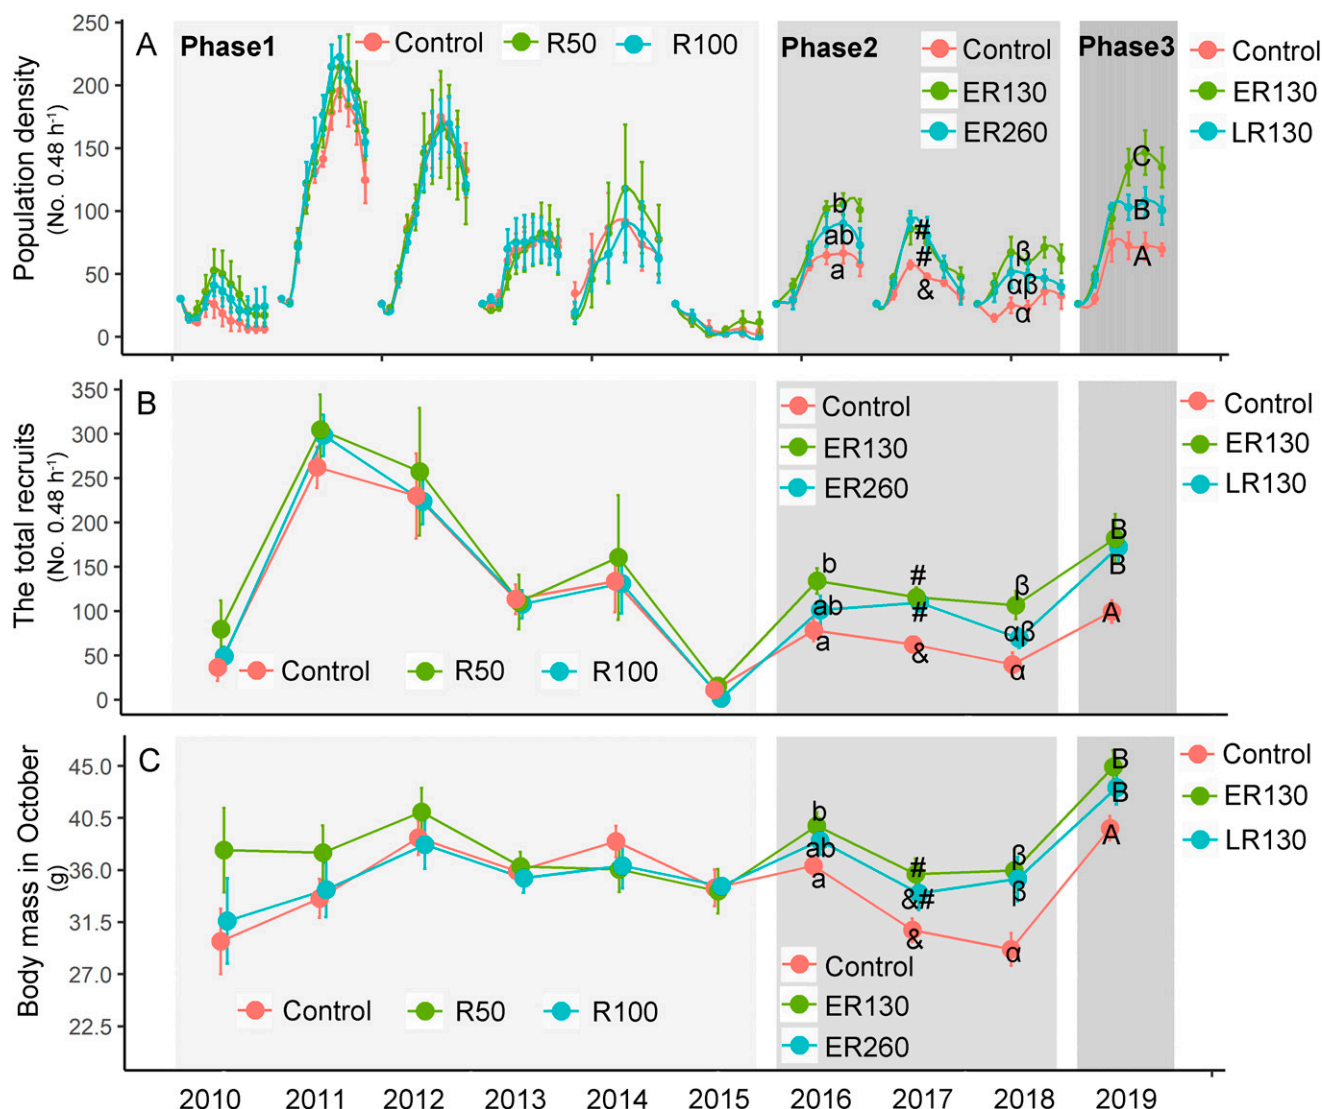 A Phase1 Control R50 R100 Phase2 Control ER130 ER260 Phase3 Control ER130 LR130
Population density
(No. 0.48 h⁻¹)
250
200
150
100
50
0
b
ab
a
#
#
&
β
αβ
α
C
B
A
B
Control
ER130
ER260
Control
ER130
LR130
The total recruits
(No. 0.48 h⁻¹)
350
300
250
200
150
100
50
0
Control R50 R100
b
ab
a
#
#
&
β
αβ
α
B
B
A
C
Control
ER130
LR130
Body mass in October
(g)
45.0
40.5
36.0
31.5
27.0
22.5
b
ab
a
#
&#
&
β
β
α
B
B
A
Control R50 R100
Control
ER130
ER260
2010 2011 2012 2013 2014 2015 2016 2017 2018 2019